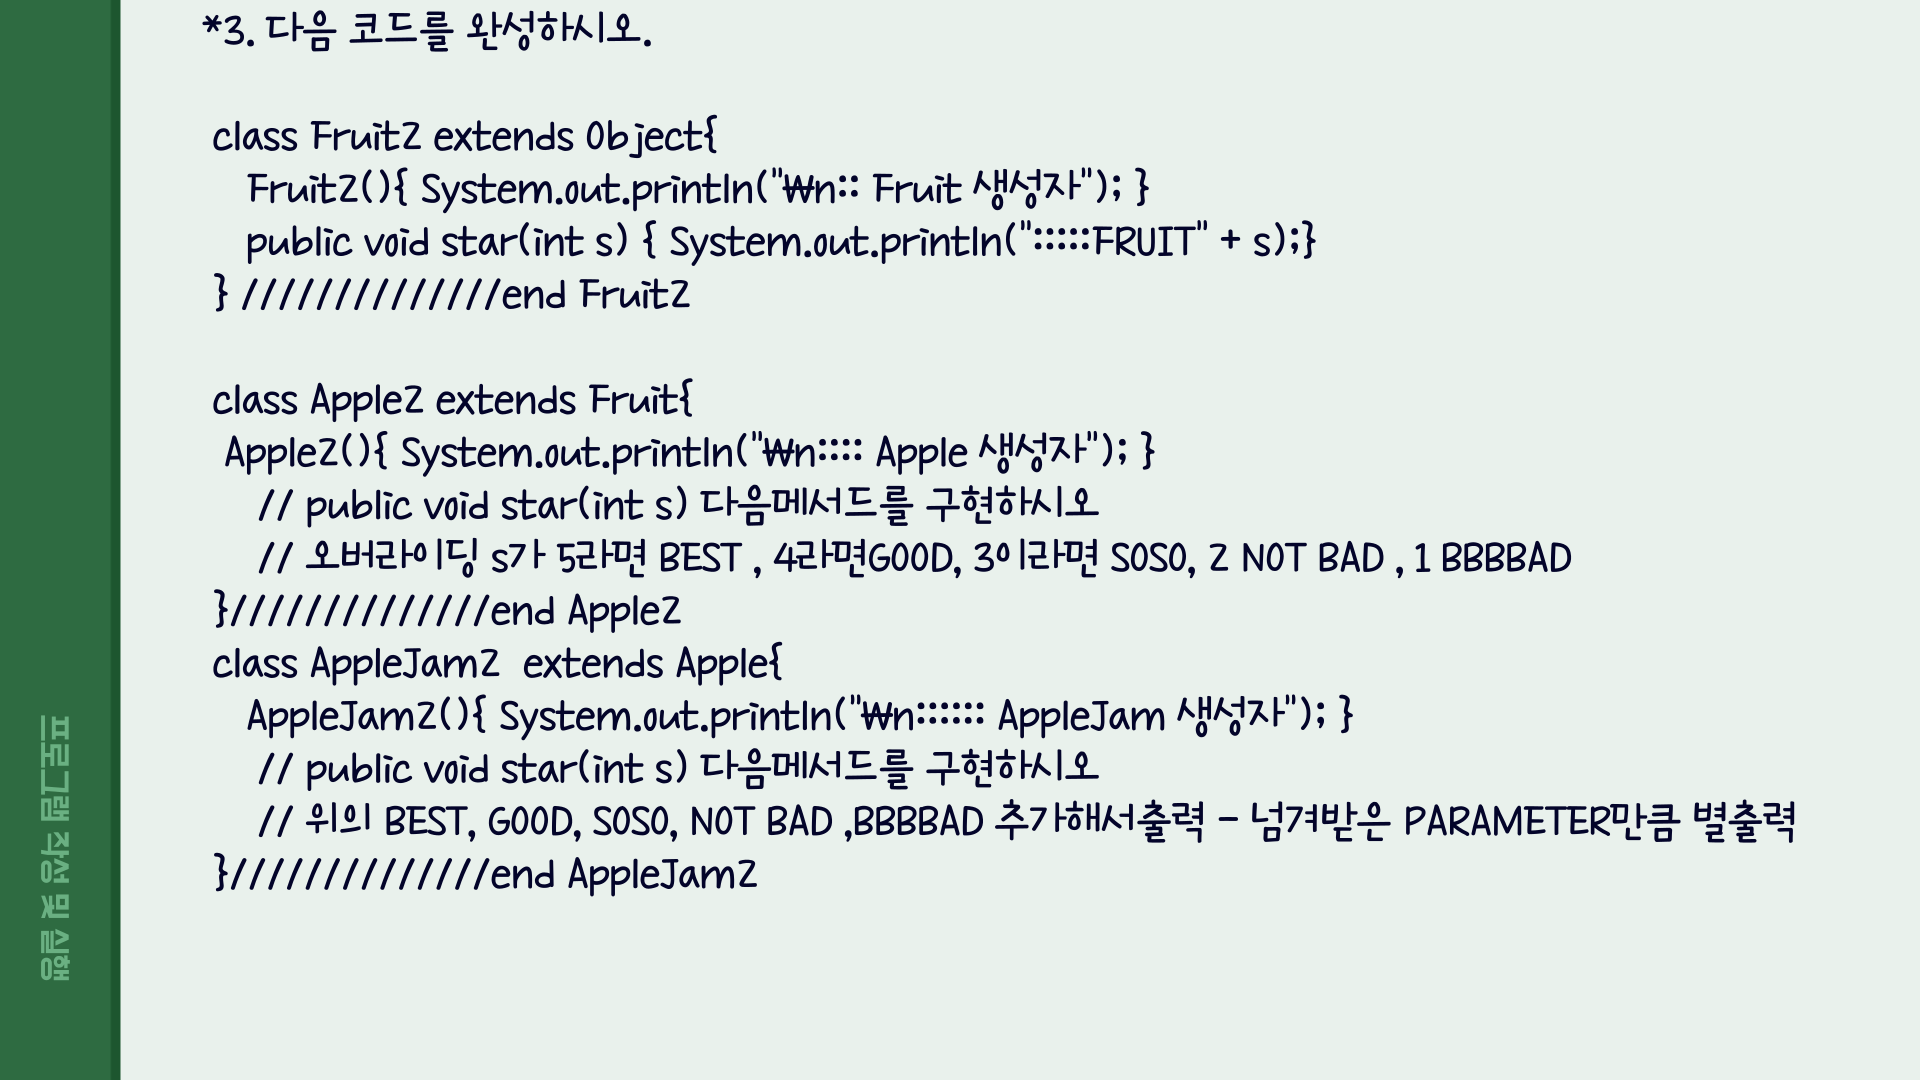 *3. 다음 코드를 완성하시오.
class Fruit2 extends Object{
Fruit2(){ System.out.println("₩n:: Fruit 생성자"); }
public void star(int s) { System.out.println(":::::FRUIT" + s);}
} //////////////end Fruit2
class Apple2 extends Fruit{
Apple2(){ System.out.println("₩n:::: Apple 생성자"); }
// public void star(int s) 다음메서드를 구현하시오
// 오버라이딩 s가 5라면 BEST , 4라면GOOD, 3이라면 SOSO, 2 NOT BAD , 1 BBBBAD
}//////////////end Apple2
class AppleJam2  extends Apple{
AppleJam2(){ System.out.println("₩n:::::: AppleJam 생성자"); }
// public void star(int s) 다음메서드를 구현하시오
// 위의 BEST, GOOD, SOSO, NOT BAD ,BBBBAD 추가해서출력 - 넘겨받은 PARAMETER만큼 별출력
}//////////////end AppleJam2
프로그램 작성 및 실행